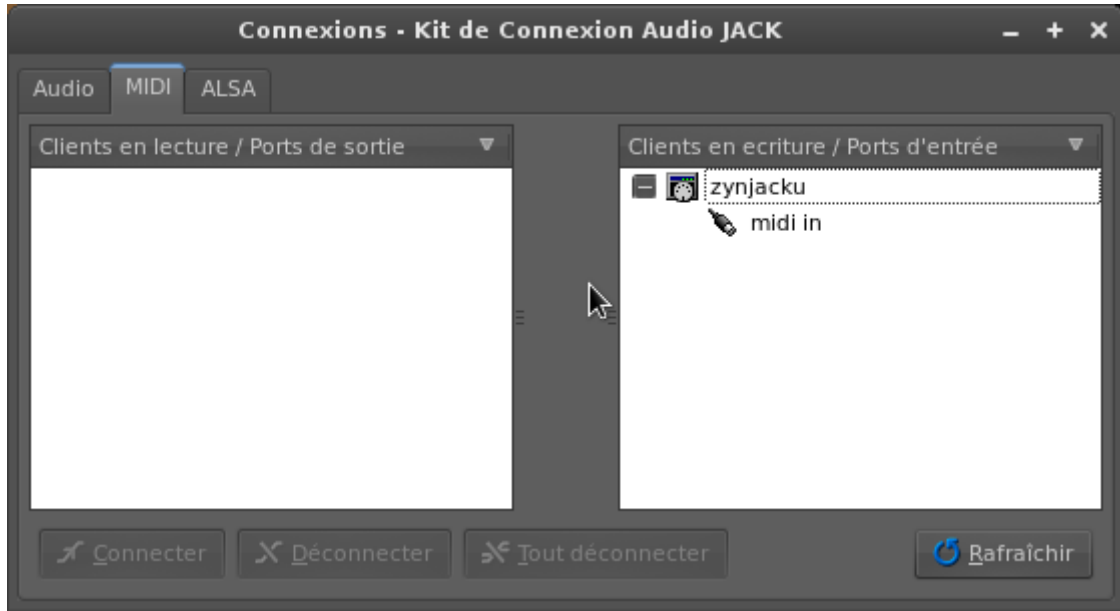 Connexions - Kit de Connexion Audio JACK
Audio MIDI ALSA
Clients en lecture / Ports de sortie
Clients en ecriture / Ports d'entrée
zynjacku
midi in
Connecter Déconnecter Tout déconnecter Rafraîchir